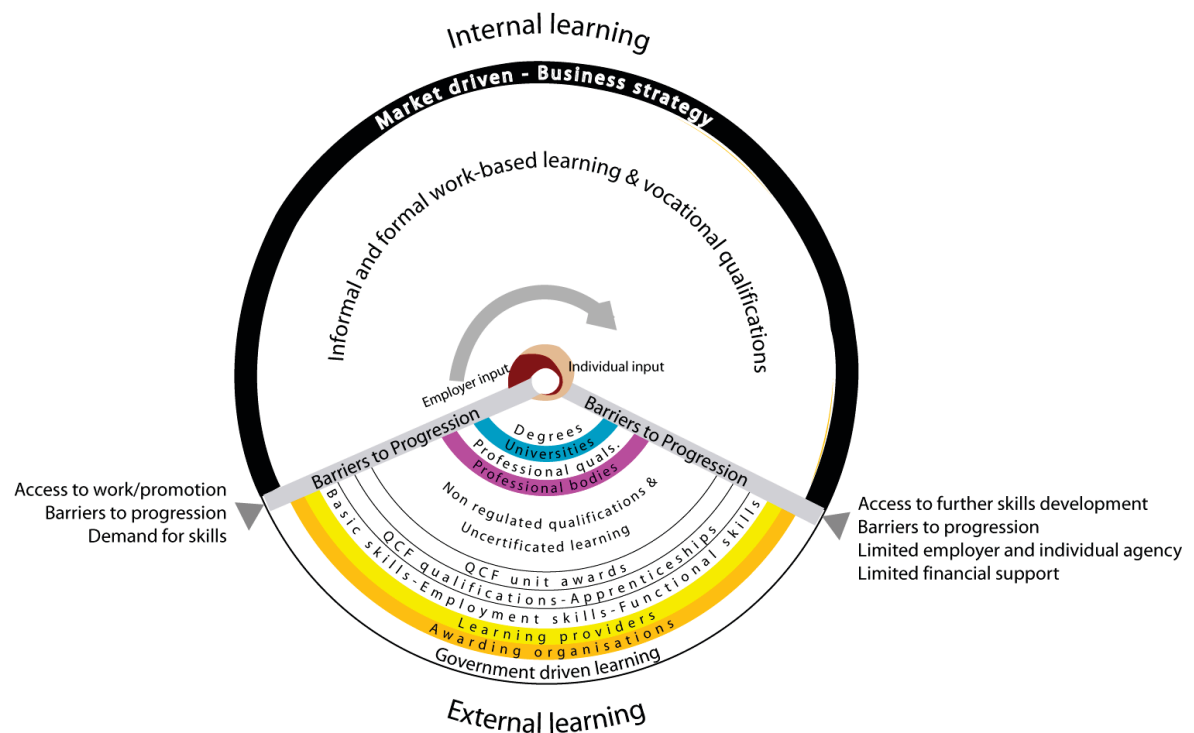 Internal learning
Market driven - Business strategy
Informal and formal work-based learning & vocational qualifications
Employer input
Individual input
Barriers to Progression
Barriers to Progression
Degrees
Universities
Professional quals.
Professional bodies
Non regulated qualifications &
Uncertificated learning
QCF unit awards
QCF qualifications-Apprenticeships
Basic skills-Employment skills-Functional skills
Learning providers
Awarding organisations
Government driven learning
External learning
Access to work/promotion
Barriers to progression
Demand for skills
Access to further skills development
Barriers to progression
Limited employer and individual agency
Limited financial support